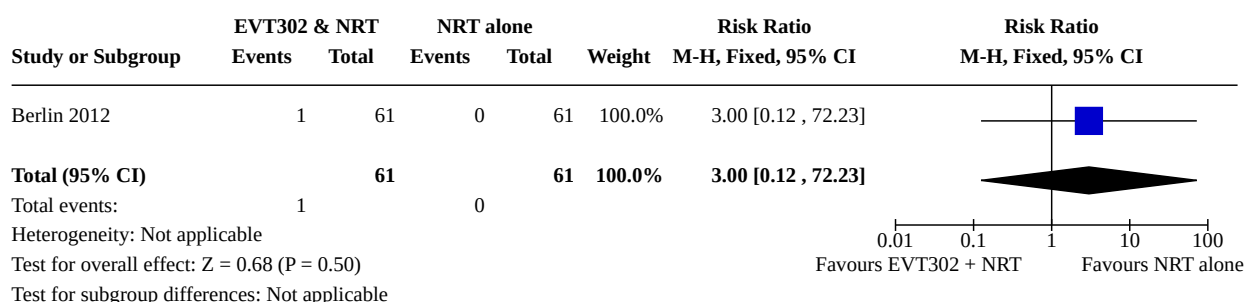 EVT302 & NRT NRT alone Risk Ratio Risk Ratio
Study or Subgroup Events Total Events Total Weight M-H, Fixed, 95% CI M-H, Fixed, 95% CI
Berlin 2012 1 61 0 61 100.0% 3.00 [0.12 , 72.23]
Total (95% CI) 61 61 100.0% 3.00 [0.12 , 72.23]
Total events: 1 0
Heterogeneity: Not applicable
0.01 0.1 1 10 100
Test for overall effect: Z = 0.68 (P = 0.50) Favours EVT302 + NRT Favours NRT alone
Test for subgroup differences: Not applicable